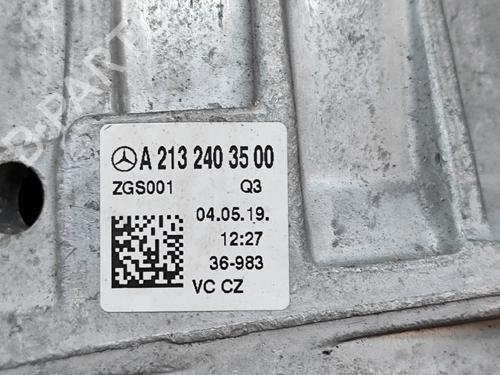 A 213 240 35 00
ZGS001 Q3
04.05.19.
12:27
36-983
VC CZ